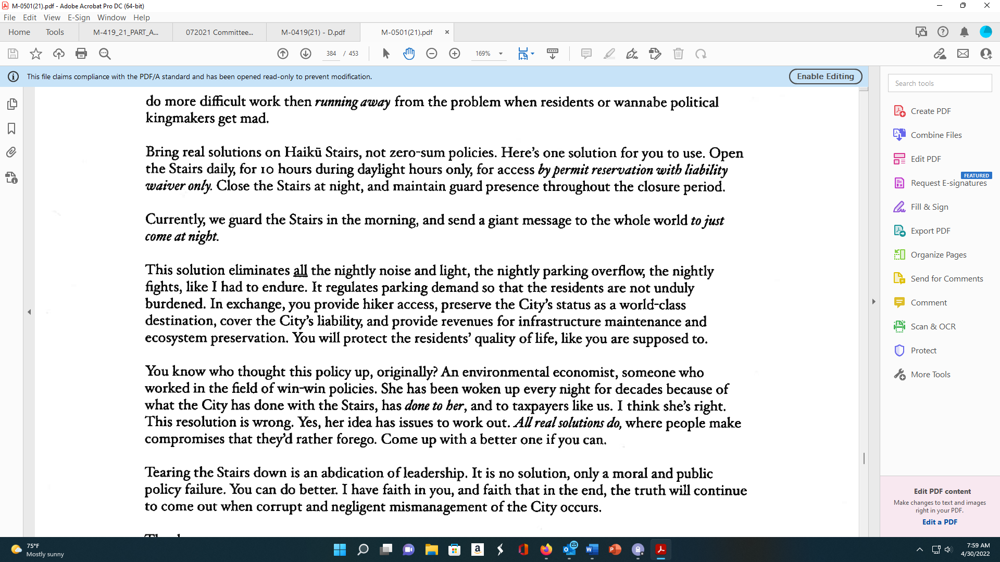 M-0501(21).pdf - Adobe Acrobat Pro DC (64-bit)
File Edit View E-Sign Window Help
Home Tools M-419_21_PART_A... 072021 Committee... M-0419(21) - D.pdf M-0501(21).pdf ×
384 / 453 169%
This file claims compliance with the PDF/A standard and has been opened read-only to prevent modification. Enable Editing
do more difficult work then running away from the problem when residents or wannabe political
kingmakers get mad.
Bring real solutions on Haikū Stairs, not zero-sum policies. Here's one solution for you to use. Open
the Stairs daily, for 10 hours during daylight hours only, for access by permit reservation with liability
waiver only. Close the Stairs at night, and maintain guard presence throughout the closure period.
Currently, we guard the Stairs in the morning, and send a giant message to the whole world to just
come at night.
This solution eliminates all the nightly noise and light, the nightly parking overflow, the nightly
fights, like I had to endure. It regulates parking demand so that the residents are not unduly
burdened. In exchange, you provide hiker access, preserve the City's status as a world-class
destination, cover the City's liability, and provide revenues for infrastructure maintenance and
ecosystem preservation. You will protect the residents' quality of life, like you are supposed to.
You know who thought this policy up, originally? An environmental economist, someone who
worked in the field of win-win policies. She has been woken up every night for decades because of
what the City has done with the Stairs, has done to her, and to taxpayers like us. I think she's right.
This resolution is wrong. Yes, her idea has issues to work out. All real solutions do, where people make
compromises that they'd rather forego. Come up with a better one if you can.
Tearing the Stairs down is an abdication of leadership. It is no solution, only a moral and public
policy failure. You can do better. I have faith in you, and faith that in the end, the truth will continue
to come out when corrupt and negligent mismanagement of the City occurs.
Search tools
Create PDF
Combine Files
Edit PDF
FEATURED
Request E-signatures
Fill & Sign
Export PDF
Organize Pages
Send for Comments
Comment
Scan & OCR
Protect
More Tools
Edit PDF content
Make changes to text and images
right in your PDF.
Edit a PDF
75°F
Mostly sunny
7:59 AM
4/30/2022